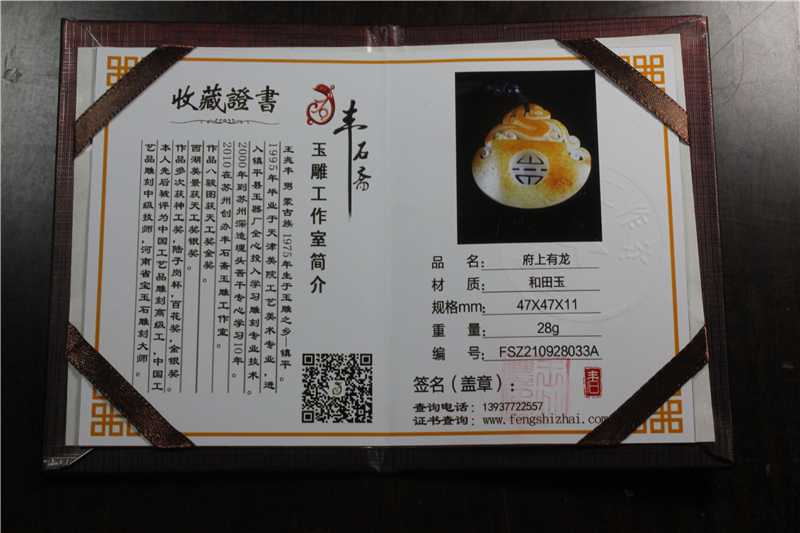 收藏證書
丰石斋
玉雕工作室简介
王兆丰 男 蒙古族 1975年生于玉雕之乡—镇平。
1995年毕业于天津美院工艺美术专业，进
入镇平县玉器厂全心投入学习雕刻专业技术。
2000年到苏州深造埋头苦干专心学习10年。
2010在苏州创办丰石斋玉雕工作室。
作品八骏图获天工奖金奖。
西湖美景获天工奖银奖。
作品多次获神工奖，陆子岗杯，百花奖，金银奖。
本人先后被评为中国工艺品雕刻高级工，中国工
艺品雕刻中级技师，河南省宝玉石雕刻大师。
品 名： 府上有龙
材 质： 和田玉
规格mm： 47X47X11
重 量： 28g
编 号： FSZ210928033A
签名（盖章）：
查询电话： 13937722557
证书查询： www.fengshizhai.com